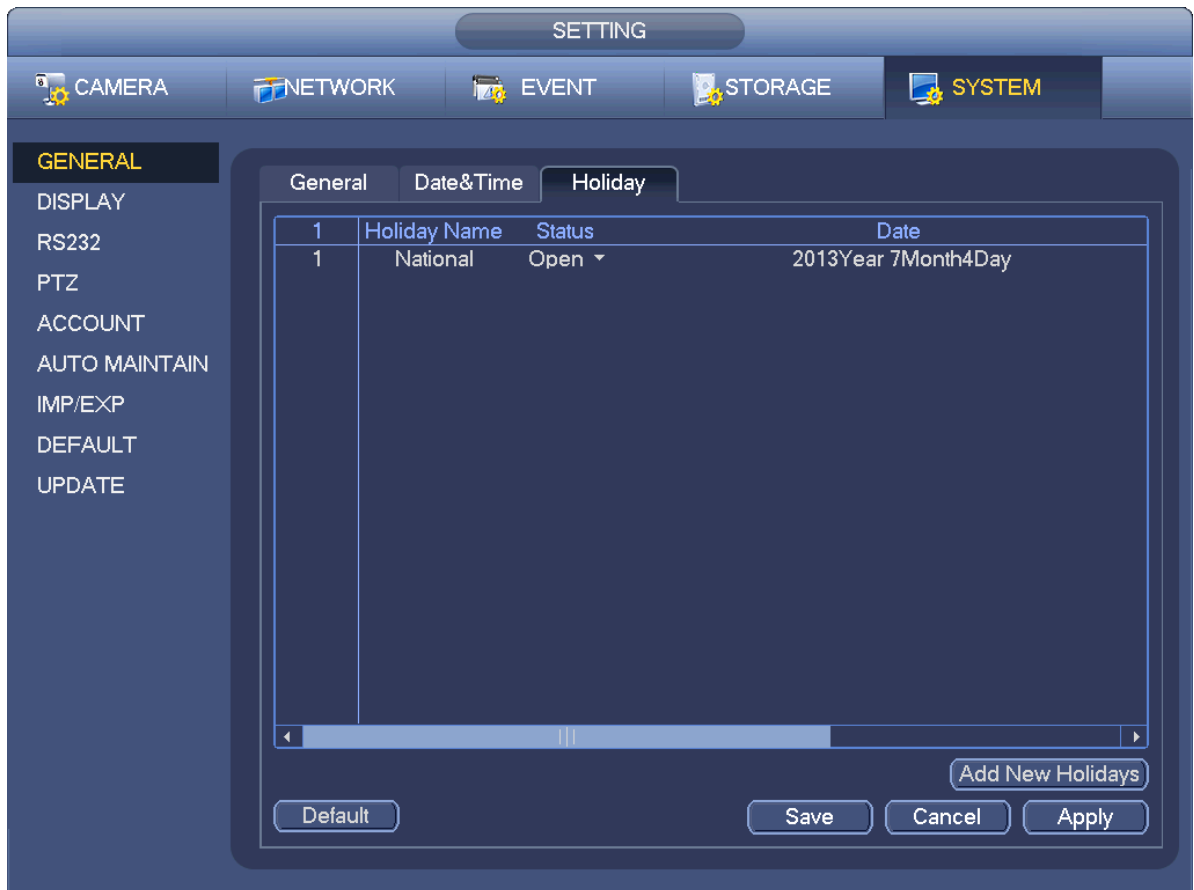 SETTING
CAMERA NETWORK EVENT STORAGE SYSTEM
GENERAL
DISPLAY
RS232
PTZ
ACCOUNT
AUTO MAINTAIN
IMP/EXP
DEFAULT
UPDATE
General Date&Time Holiday
1 Holiday Name Status Date
1 National Open 2013Year 7Month4Day
Add New Holidays
Default Save Cancel Apply